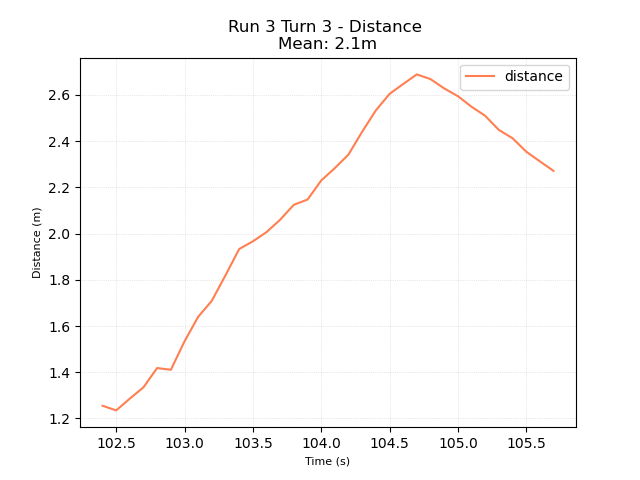 Run 3 Turn 3 - Distance
Mean: 2.1m
distance
2.6
2.4
2.2
2.0
1.8
1.6
1.4
1.2
Distance (m)
102.5 103.0 103.5 104.0 104.5 105.0 105.5
Time (s)